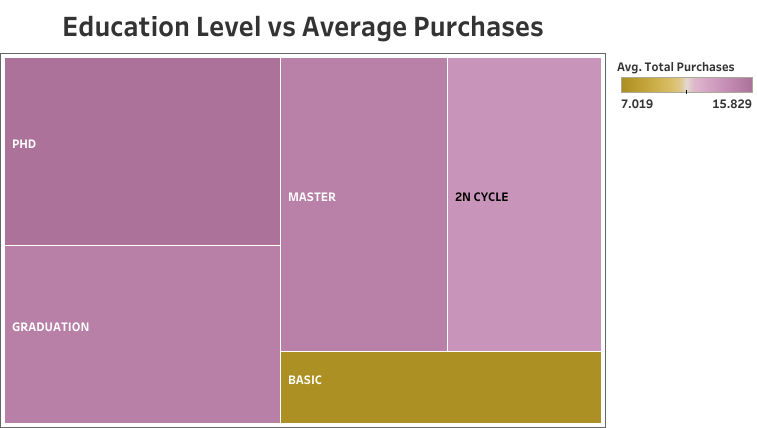 Education Level vs Average Purchases
Avg. Total Purchases
7.019 15.829
PHD
MASTER
2N CYCLE
GRADUATION
BASIC